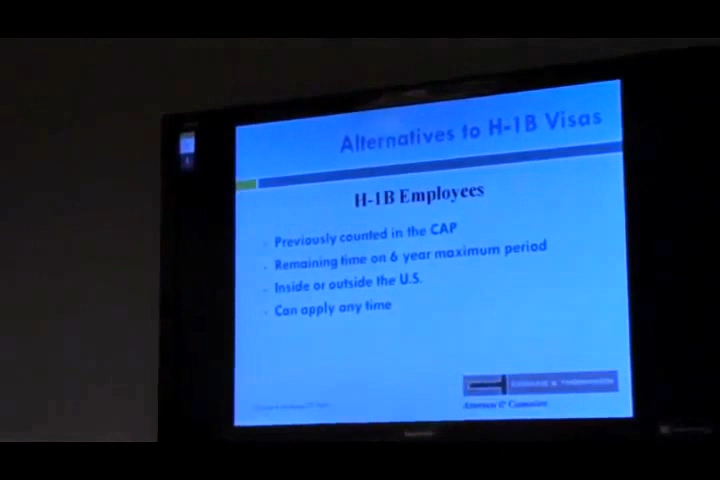 Alternatives to H-1B Visas
H-1B Employees
Previously counted in the CAP
Remaining time on 6 year maximum period
Inside or outside the U.S.
Can apply any time